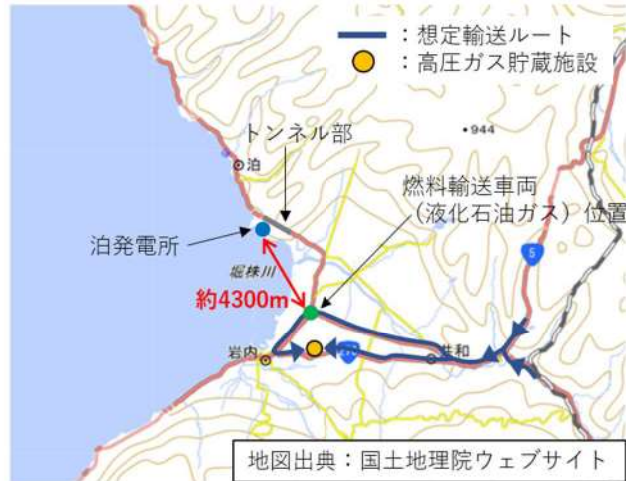 ：想定輸送ルート
：高圧ガス貯蔵施設
トンネル部
・944
泊
燃料輸送車両
（液化石油ガス）位置
泊発電所
堀株川
5
約4300m
岩内
共和
地図出典：国土地理院ウェブサイト